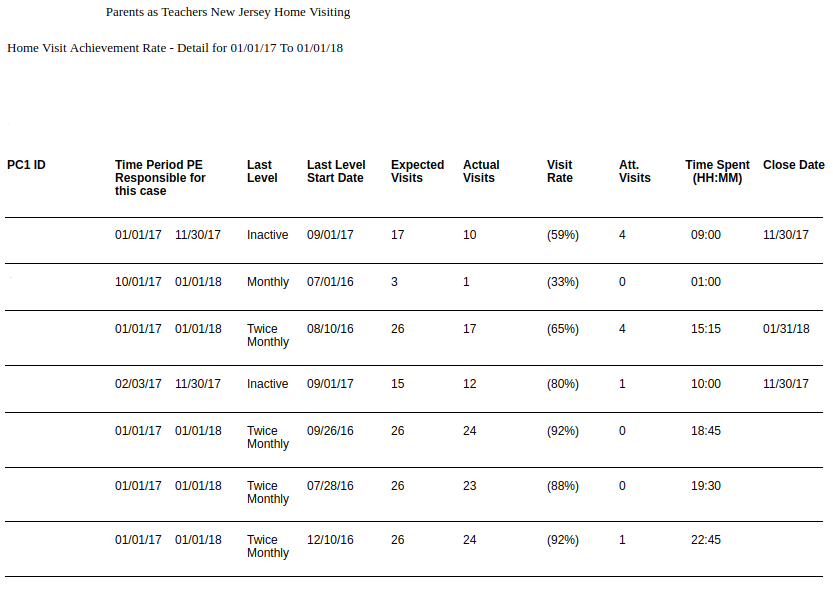 Parents as Teachers New Jersey Home Visiting
Home Visit Achievement Rate - Detail for 01/01/17 To 01/01/18
PC1 ID Time Period PE Last Last Level Expected Actual Visit Att. Time Spent Close Date
Responsible for Level Start Date Visits Visits Rate Visits (HH:MM)
this case
01/01/17 11/30/17 Inactive 09/01/17 17 10 (59%) 4 09:00 11/30/17
10/01/17 01/01/18 Monthly 07/01/16 3 1 (33%) 0 01:00
01/01/17 01/01/18 Twice 08/10/16 26 17 (65%) 4 15:15 01/31/18
Monthly
02/03/17 11/30/17 Inactive 09/01/17 15 12 (80%) 1 10:00 11/30/17
01/01/17 01/01/18 Twice 09/26/16 26 24 (92%) 0 18:45
Monthly
01/01/17 01/01/18 Twice 07/28/16 26 23 (88%) 0 19:30
Monthly
01/01/17 01/01/18 Twice 12/10/16 26 24 (92%) 1 22:45
Monthly